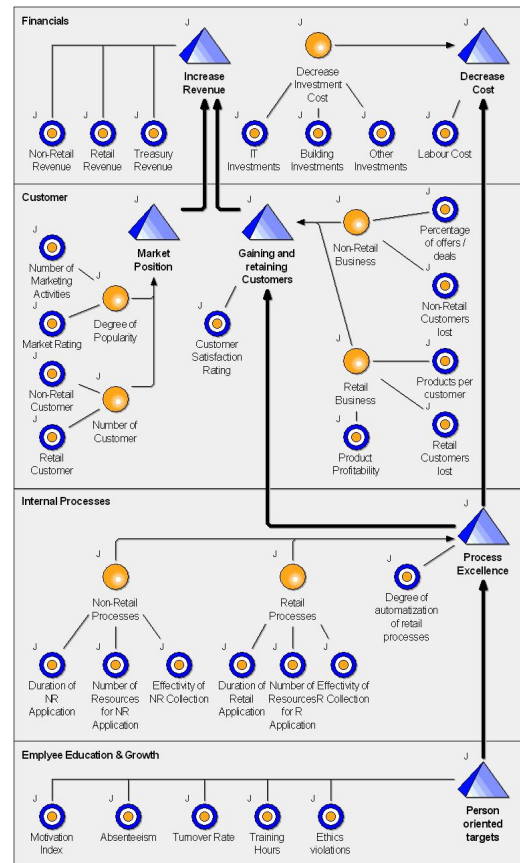 Financials
J
Increase
Revenue
J
Decrease
Investment
Cost
J
Decrease
Cost
J
Non-Retail
Revenue
J
Retail
Revenue
J
Treasury
Revenue
J
IT
Investments
J
Building
Investments
J
Other
Investments
J
Labour Cost
Customer
J
Market
Position
J
Gaining and
retaining
Customers
J
Non-Retail
Business
J
Percentage
of offers /
deals
J
Number of
Marketing
Activities
J
Degree of
Popularity
J
Market Rating
J
Customer
Satisfaction
Rating
J
Non-Retail
Customers
lost
J
Non-Retail
Customer
J
Number of
Customer
J
Retail
Customer
J
Retail
Business
J
Products per
customer
J
Product
Profitability
J
Retail
Customers
lost
Internal Processes
J
Process
Excellence
J
Non-Retail
Processes
J
Retail
Processes
J
Degree of
automatization
of retail
processes
J
Duration of
NR
Application
J
Number of
Resources
for NR
Application
J
Effectivity of
NR Collection
J
Duration of
Retail
Application
J
Number of
Resources
for R
Application
J
Effectivity of
R Collection
Emplyee Education & Growth
J
Person
oriented
targets
J
Motivation
Index
J
Absenteeism
J
Turnover Rate
J
Training
Hours
J
Ethics
violations